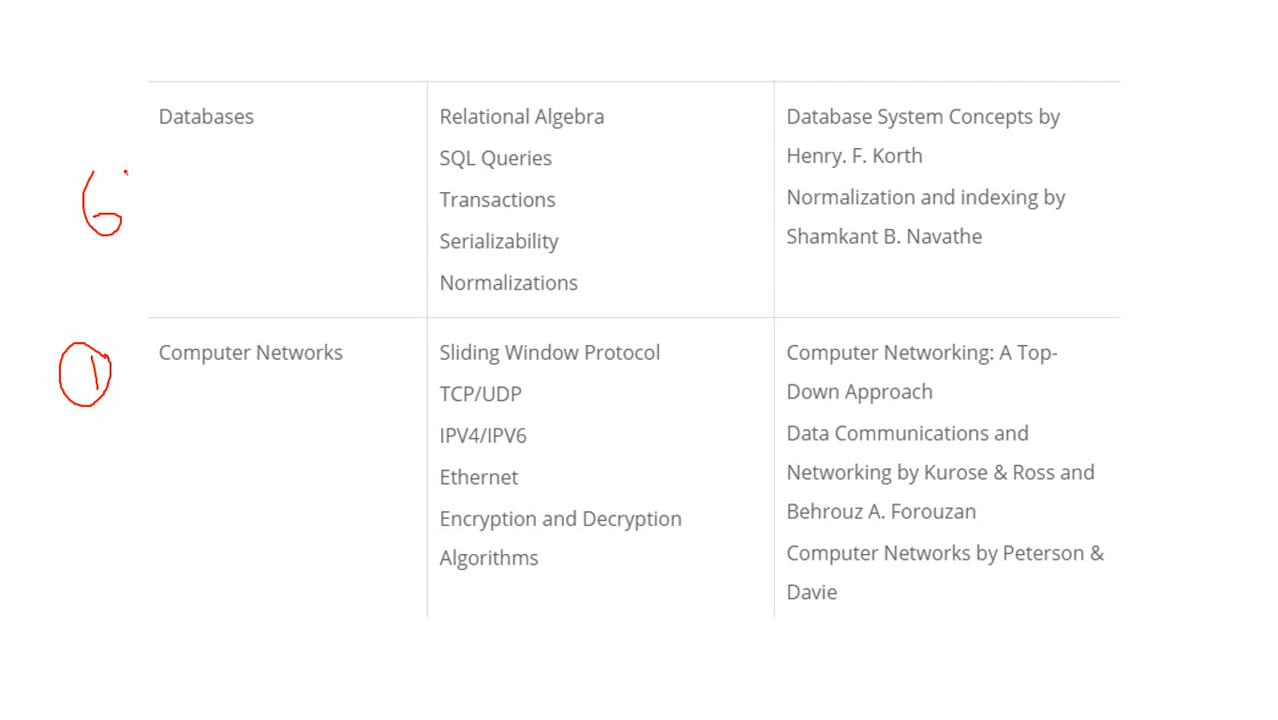 Databases
Relational Algebra
SQL Queries
Transactions
Serializability
Normalizations
Database System Concepts by
Henry. F. Korth
Normalization and indexing by
Shamkant B. Navathe
6
Computer Networks
Sliding Window Protocol
TCP/UDP
IPV4/IPV6
Ethernet
Encryption and Decryption
Algorithms
Computer Networking: A Top-
Down Approach
Data Communications and
Networking by Kurose & Ross and
Behrouz A. Forouzan
Computer Networks by Peterson &
Davie
1